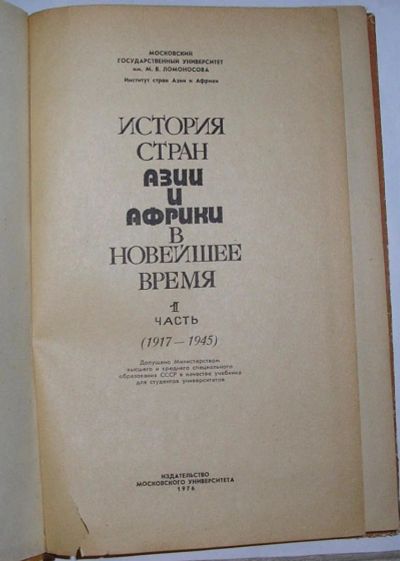 МОСКОВСКИЙ
ГОСУДАРСТВЕННЫЙ УНИВЕРСИТЕТ
им. М. В. ЛОМОНОСОВА
Институт стран Азии и Африки
ИСТОРИЯ
СТРАН
АЗИИ
И
АФРИКИ
В
НОВЕЙШЕЕ
ВРЕМЯ
1
ЧАСТЬ
(1917—1945)
Допущено Министерством
высшего и среднего специального
образования СССР в качестве учебника
для студентов университетов
ИЗДАТЕЛЬСТВО
МОСКОВСКОГО УНИВЕРСИТЕТА
1976